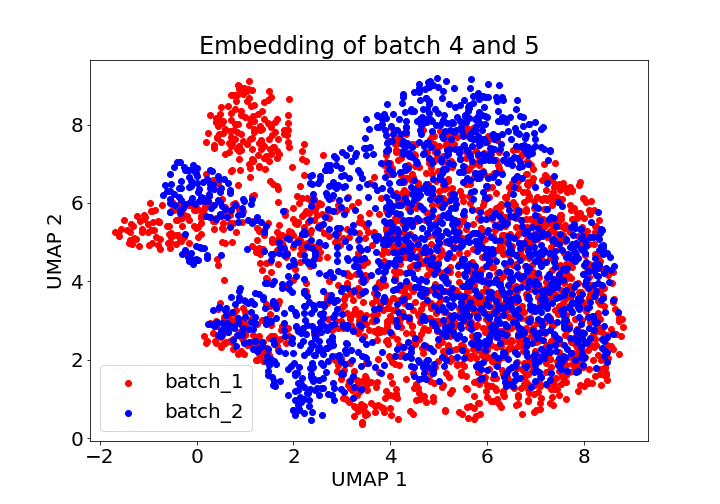 Embedding of batch 4 and 5
UMAP 2
8
6
4
2
0
batch_1
batch_2
−2 0 2 4 6 8
UMAP 1